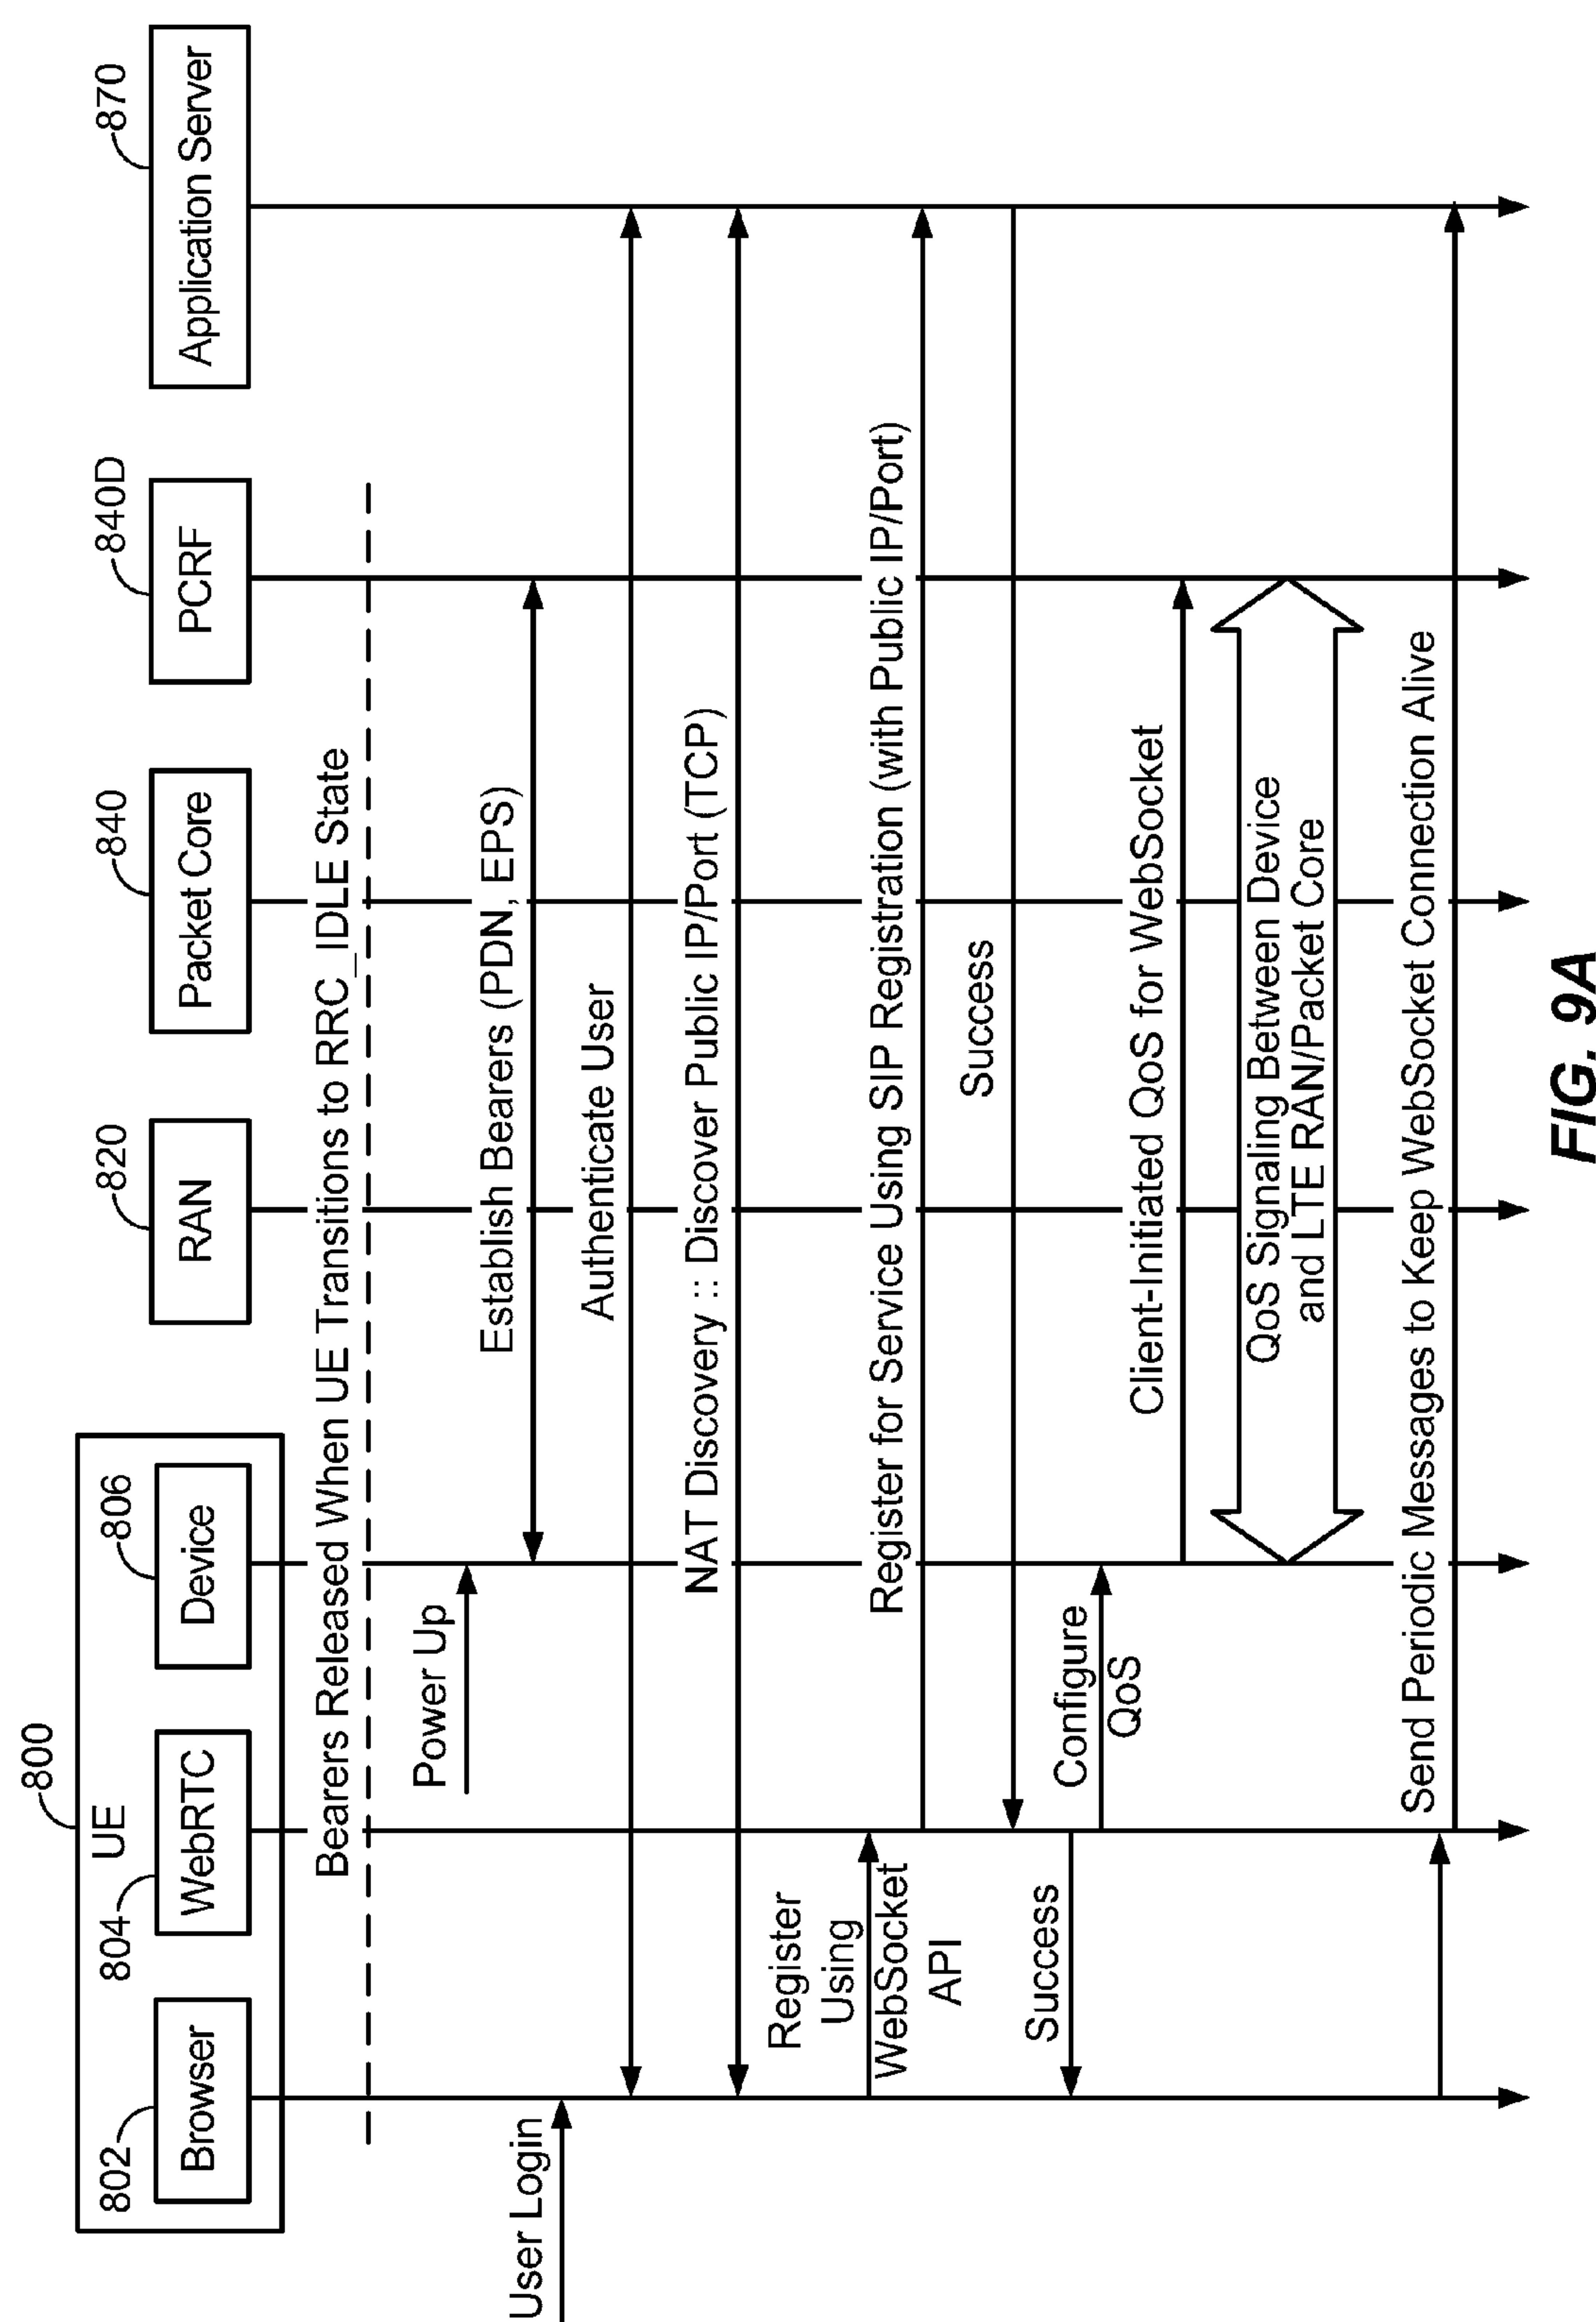 800
UE
802
804
806
820
840
840D
870
Browser
WebRTC
Device
RAN
Packet Core
PCRF
Application Server
Bearers Released When UE Transitions to RRC_IDLE State
Power Up
Establish Bearers (PDN, EPS)
User Login
Authenticate User
NAT Discovery :: Discover Public IP/Port (TCP)
Register
Using
WebSocket
API
Register for Service Using SIP Registration (with Public IP/Port)
Success
Success
Configure
QoS
Client-Initiated QoS for WebSocket
QoS Signaling Between Device
and LTE RAN/Packet Core
Send Periodic Messages to Keep WebSocket Connection Alive
FIG. 9A